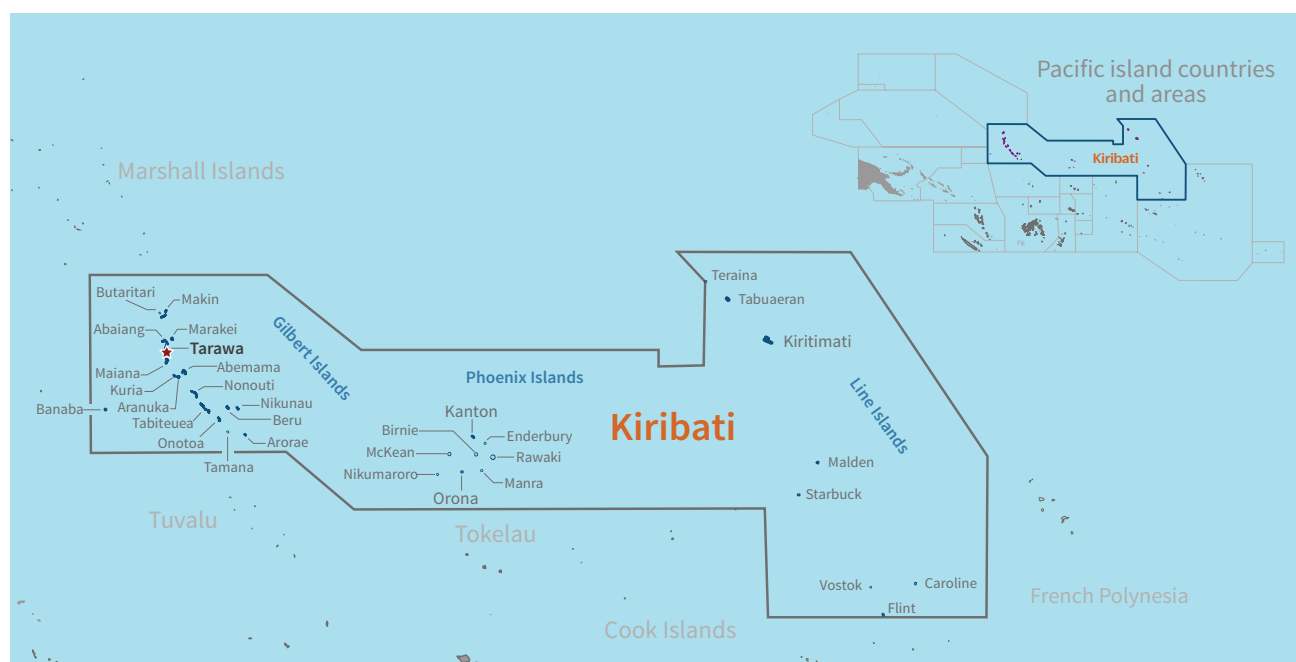 Pacific island countries
and areas
Kiribati
Marshall Islands
Teraina
Tabuaeran
Butaritari
Makin
Abaiang
Marakei
Tarawa
Kiritimati
Gilbert Islands
Maiana
Abemama
Kuria
Nonouti
Phoenix Islands
Line Islands
Banaba
Aranuka
Nikunau
Tabiteuea
Beru
Kanton
Kiribati
Onotoa
Arorae
Birnie
Enderbury
McKean
Rawaki
Tamana
Malden
Nikumaroro
Manra
Orona
Starbuck
Tuvalu
Tokelau
Vostok
Caroline
French Polynesia
Flint
Cook Islands